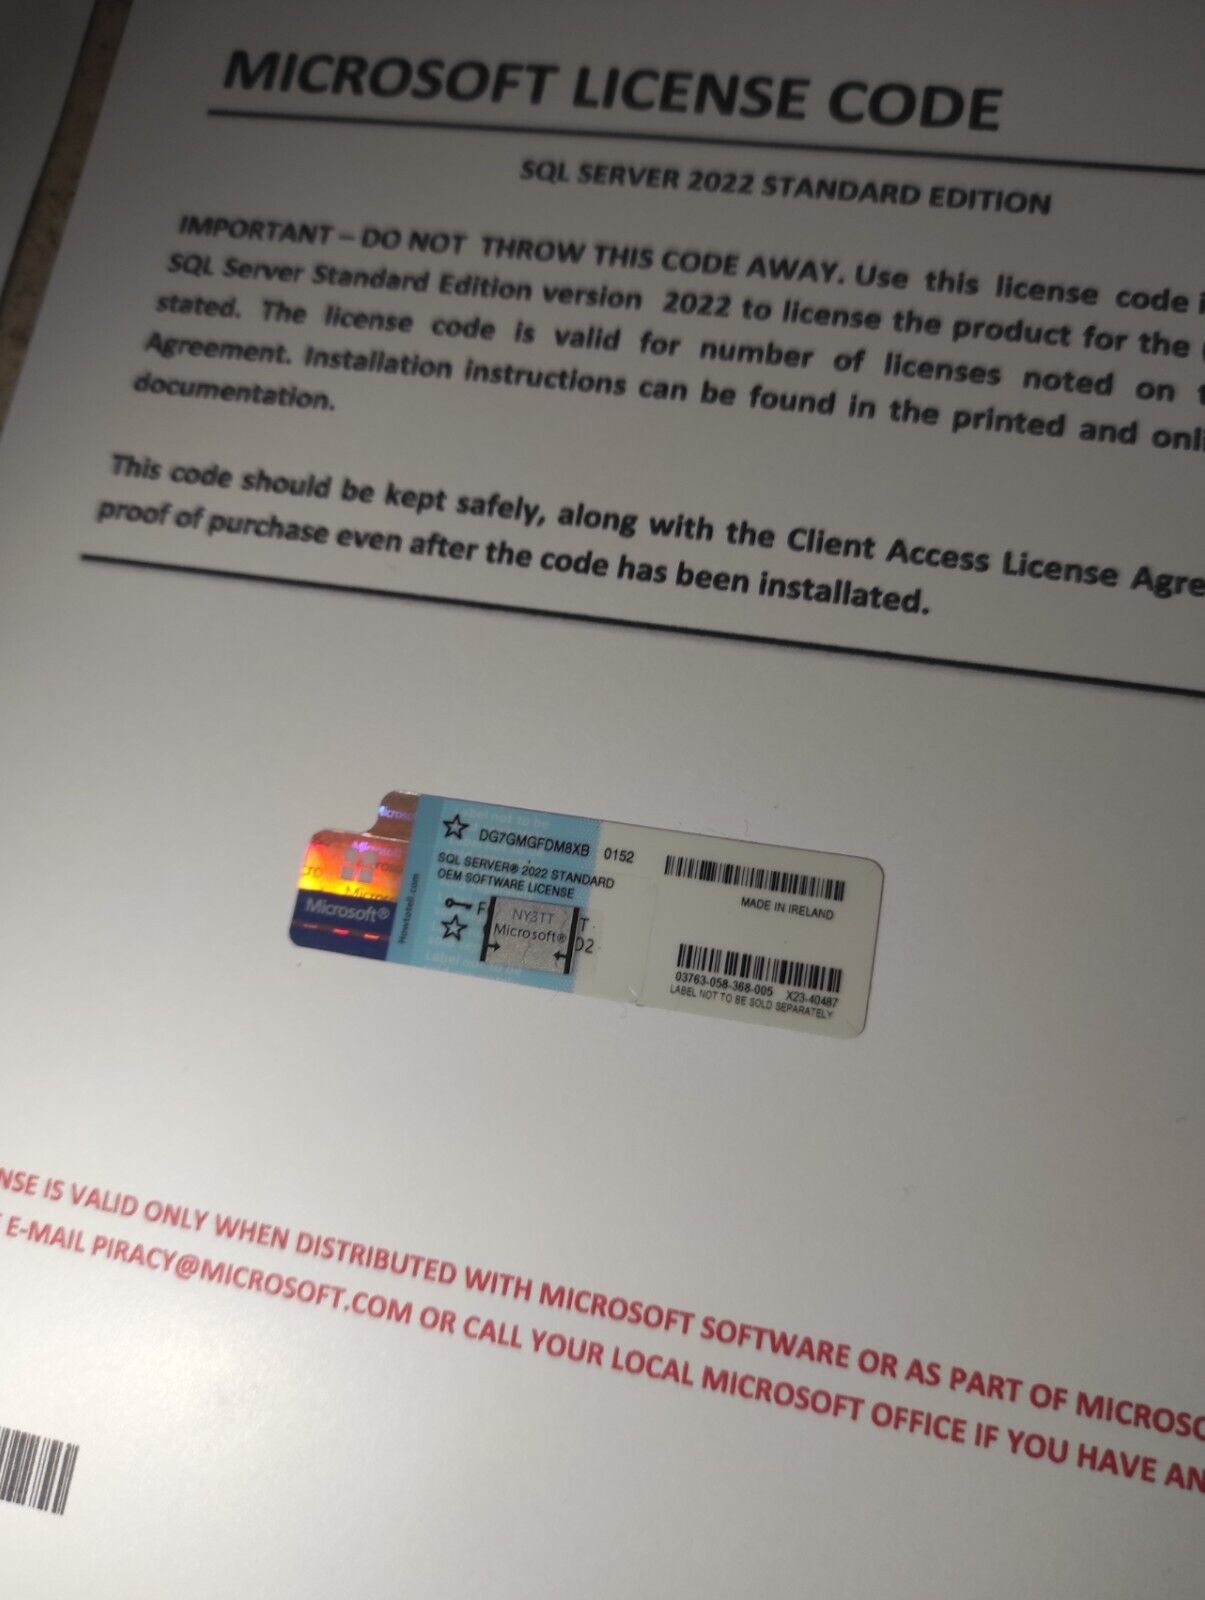 MICROSOFT LICENSE CODE
SQL SERVER 2022 STANDARD EDITION
IMPORTANT – DO NOT THROW THIS CODE AWAY. Use this license code
SQL Server Standard Edition version 2022 to license the product for the
stated. The license code is valid for number of licenses noted on
Agreement. Installation instructions can be found in the printed and onli
documentation.
This code should be kept safely, along with the Client Access License Agre
proof of purchase even after the code has been installated.
Microsoft®
Howtotell.com
DG7GMGFDM8XB 0152
SQL SERVER® 2022 STANDARD
OEM SOFTWARE LICENSE
NY3TT
Microsoft®
MADE IN IRELAND
03763-058-368-005 X23-40487
LABEL NOT TO BE SOLD SEPARATELY
NSE IS VALID ONLY WHEN DISTRIBUTED WITH MICROSOFT SOFTWARE OR AS PART OF MICROSO
E-MAIL PIRACY@MICROSOFT.COM OR CALL YOUR LOCAL MICROSOFT OFFICE IF YOU HAVE AN